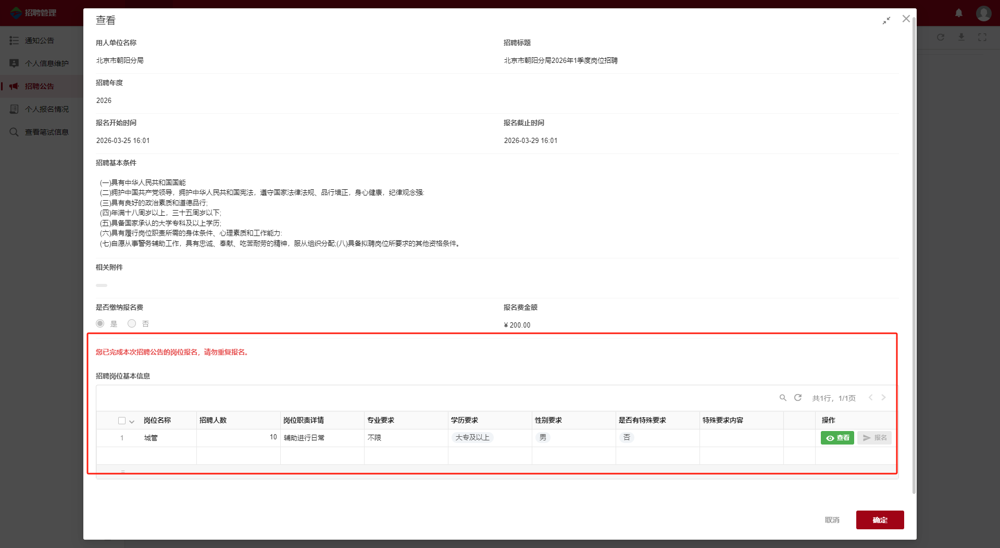 招聘管理
通知公告
个人信息维护
招聘公告
个人报名情况
查看笔试信息
查看
用人单位名称
招聘标题
北京市朝阳分局
北京市朝阳分局2026年1季度岗位招聘
招聘年度
2026
报名开始时间
报名截止时间
2026-03-25 16:01
2026-03-29 16:01
招聘基本条件
(一)具有中华人民共和国国能
(二)拥护中国共产党领导，拥护中华人民共和国宪法，遵守国家法律法规、品行墙正，身心健康，纪律观念强:
(三)具有良好的政治素质和道德品行;
(四)年满十八周岁以上，三十五周岁以下;
(五)具备国家承认的大学专科及以上学历;
(六)具有履行岗位职责所需的身体条件、心理素质和工作能力:
(七)自愿从事警务辅助工作，具有忠诚、奉献、吃苦耐劳的精神，服从组织分配;(八)具备拟聘岗位所要求的其他资格条件。
相关附件
是否缴纳报名费
报名费金额
是 否
¥ 200.00
您已完成本次招聘公告的岗位报名，请勿重复报名。
招聘岗位基本信息
共1行，1/1页
岗位名称 招聘人数 岗位职责详情 专业要求 学历要求 性别要求 是否有特殊要求 特殊要求内容 操作
1 城管 10 辅助进行日常 不限 大专及以上 男 否 查看 报名
取消 确定